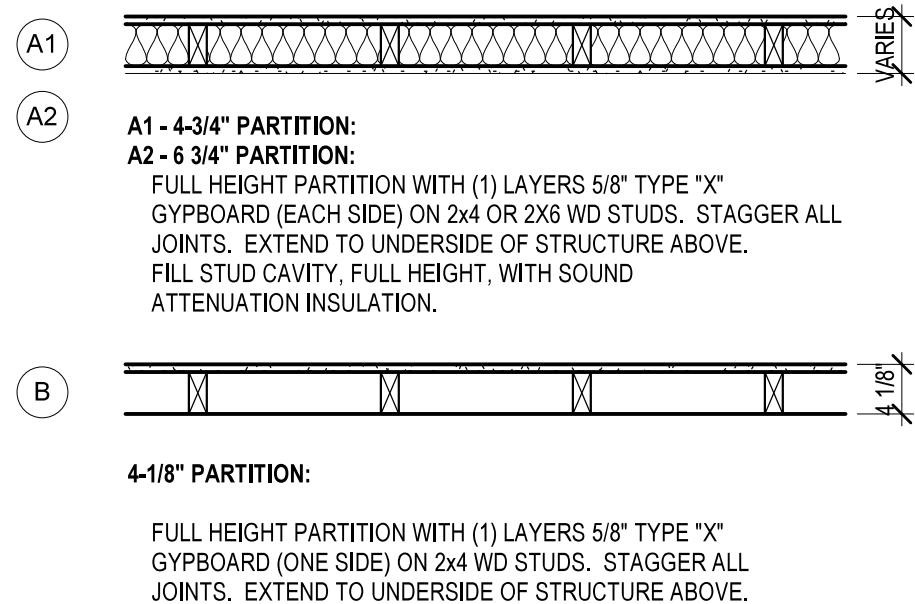 A1
VARIES
A2
A1 - 4-3/4" PARTITION:
A2 - 6 3/4" PARTITION:
FULL HEIGHT PARTITION WITH (1) LAYERS 5/8" TYPE "X"
GYPBOARD (EACH SIDE) ON 2x4 OR 2X6 WD STUDS. STAGGER ALL
JOINTS. EXTEND TO UNDERSIDE OF STRUCTURE ABOVE.
FILL STUD CAVITY, FULL HEIGHT, WITH SOUND
ATTENUATION INSULATION.
B
4 1/8"
4-1/8" PARTITION:
FULL HEIGHT PARTITION WITH (1) LAYERS 5/8" TYPE "X"
GYPBOARD (ONE SIDE) ON 2x4 WD STUDS. STAGGER ALL
JOINTS. EXTEND TO UNDERSIDE OF STRUCTURE ABOVE.